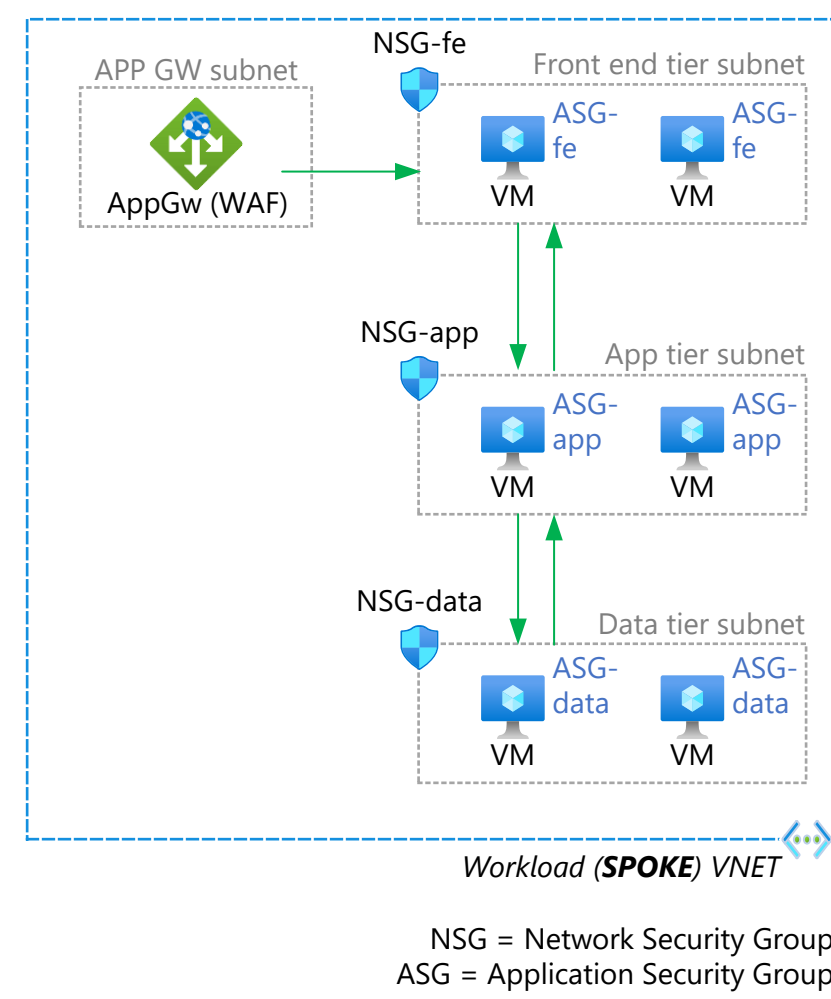 NSG-fe
APP GW subnet
Front end tier subnet
ASG-
fe
ASG-
fe
AppGw (WAF)
VM
VM
NSG-app
App tier subnet
ASG-
app
ASG-
app
VM
VM
NSG-data
Data tier subnet
ASG-
data
ASG-
data
VM
VM
Workload (SPOKE) VNET
NSG = Network Security Group
ASG = Application Security Group